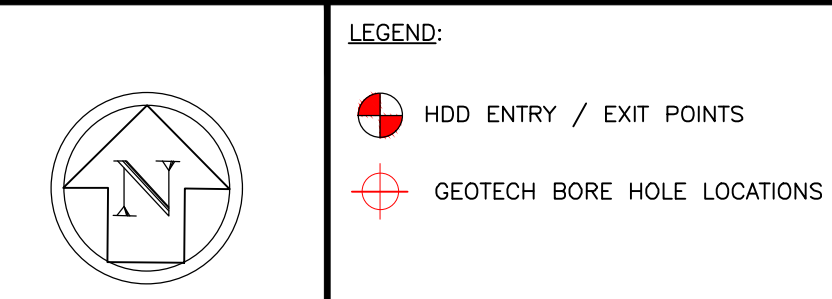 N
LEGEND:
HDD ENTRY / EXIT POINTS
GEOTECH BORE HOLE LOCATIONS